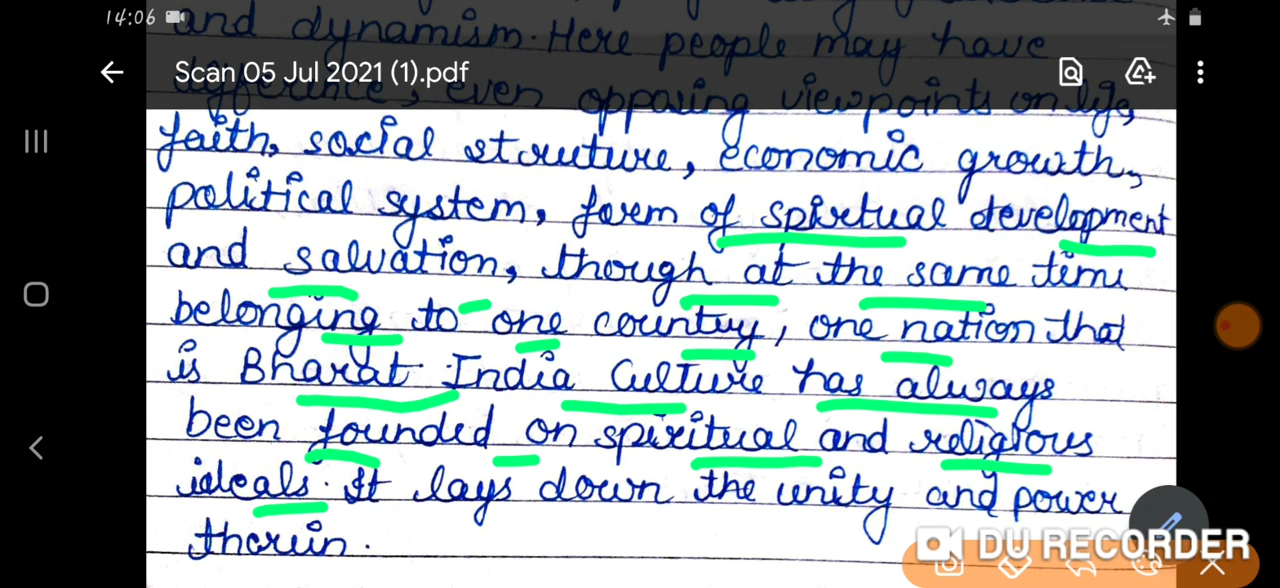 14:06
and dynamism. Here people may have
Scan 05 Jul 2021 (1).pdf
differance, even opposing viewpoints on life,
faith, social struture, economic growth,
political system, form of spirtual development
and salvation, though at the same time
belonging to one country, one nation that
is Bharat India Culture has always
been founded on spiritual and religious
ideals. It lays down the unity and power
therein.
DU RECORDER